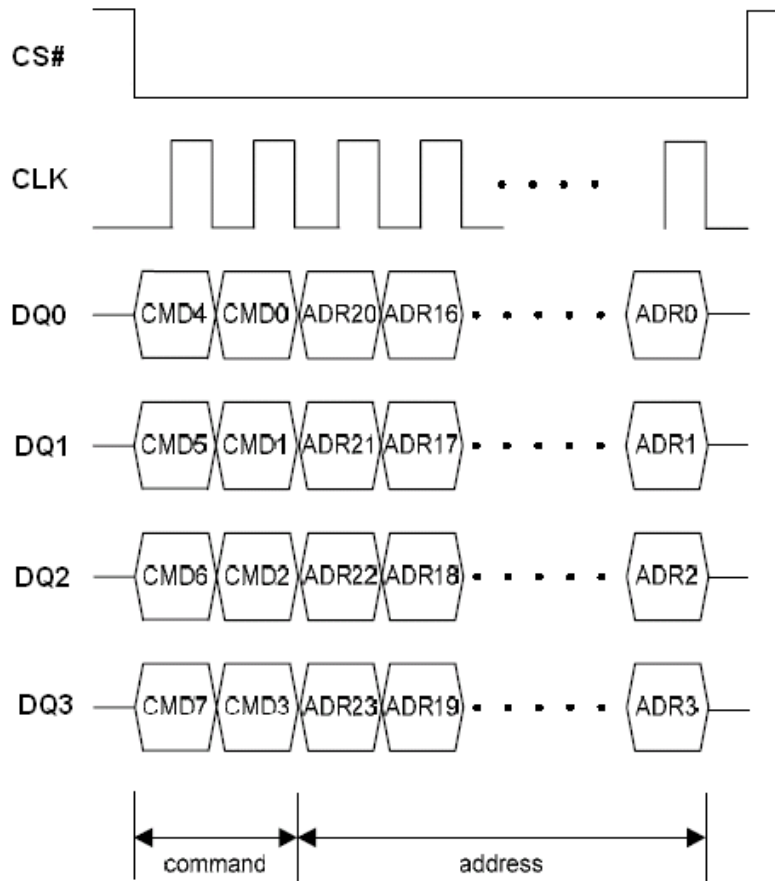 CS#
CLK
DQ0 CMD4 CMD0 ADR20 ADR16 ADR0
DQ1 CMD5 CMD1 ADR21 ADR17 ADR1
DQ2 CMD6 CMD2 ADR22 ADR18 ADR2
DQ3 CMD7 CMD3 ADR23 ADR19 ADR3
command address